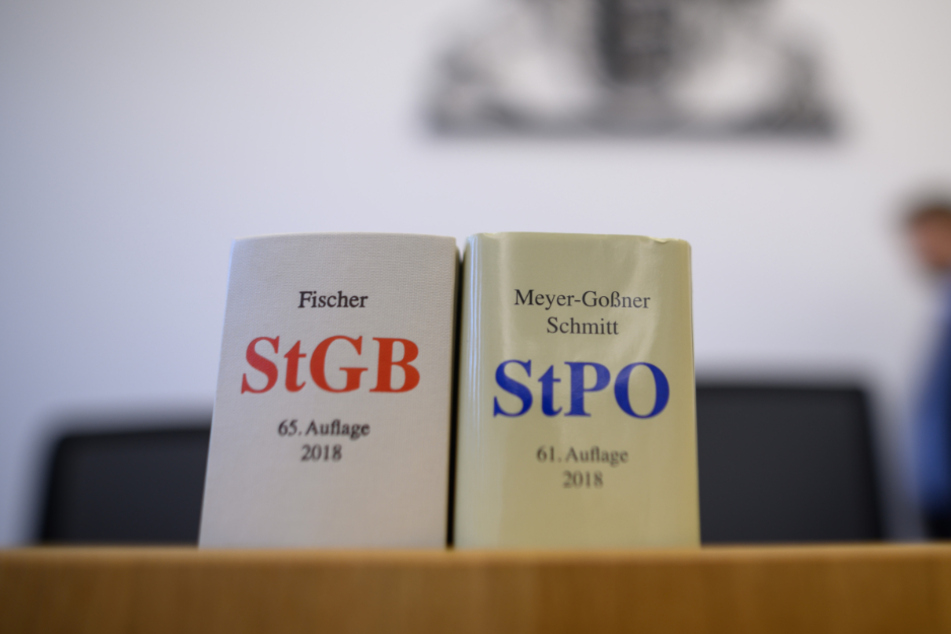 Fischer
StGB
65. Auflage
2018
Meyer-Goßner
Schmitt
StPO
61. Auflage
2018